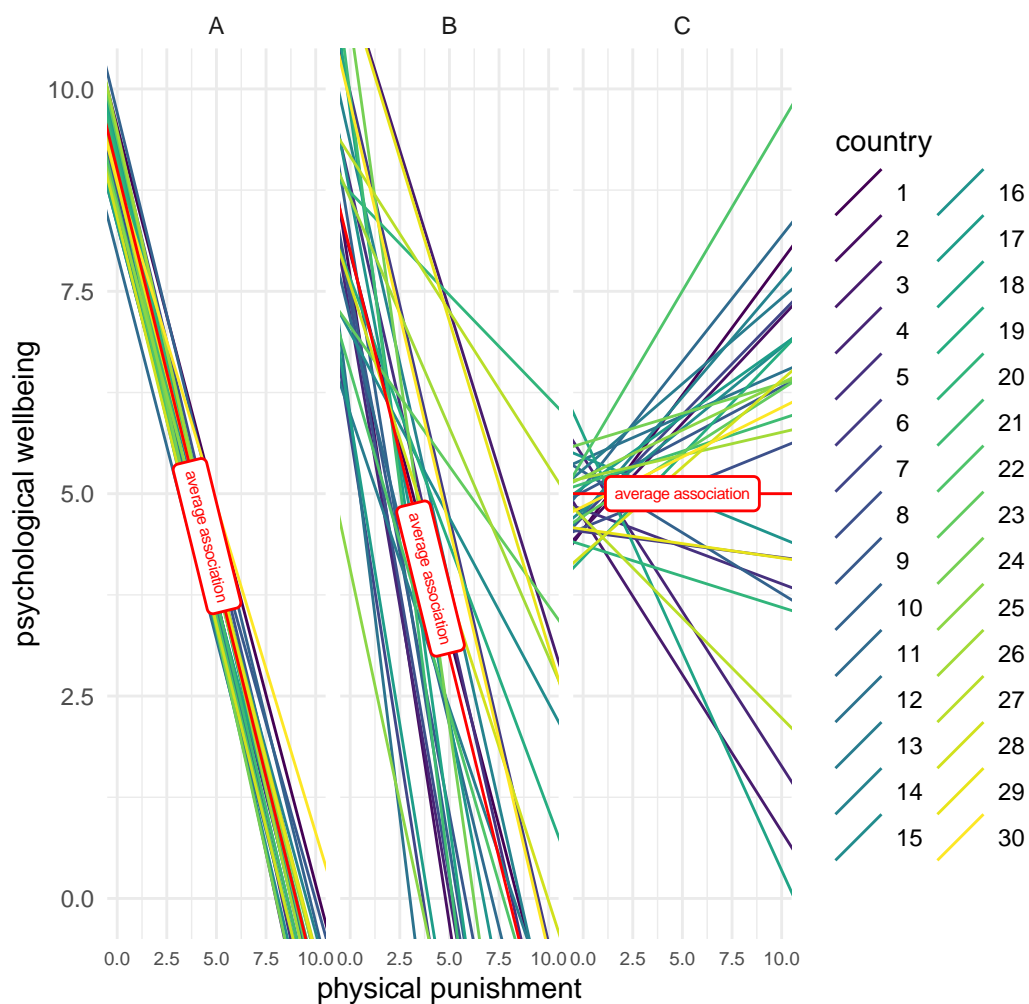 A B C
psychological wellbeing
10.0
7.5
5.0
2.5
0.0
average association
average association
average association
0.0 2.5 5.0 7.5 10.0 0.0 2.5 5.0 7.5 10.0 0.0 2.5 5.0 7.5 10.0
physical punishment
country
1 16
2 17
3 18
4 19
5 20
6 21
7 22
8 23
9 24
10 25
11 26
12 27
13 28
14 29
15 30